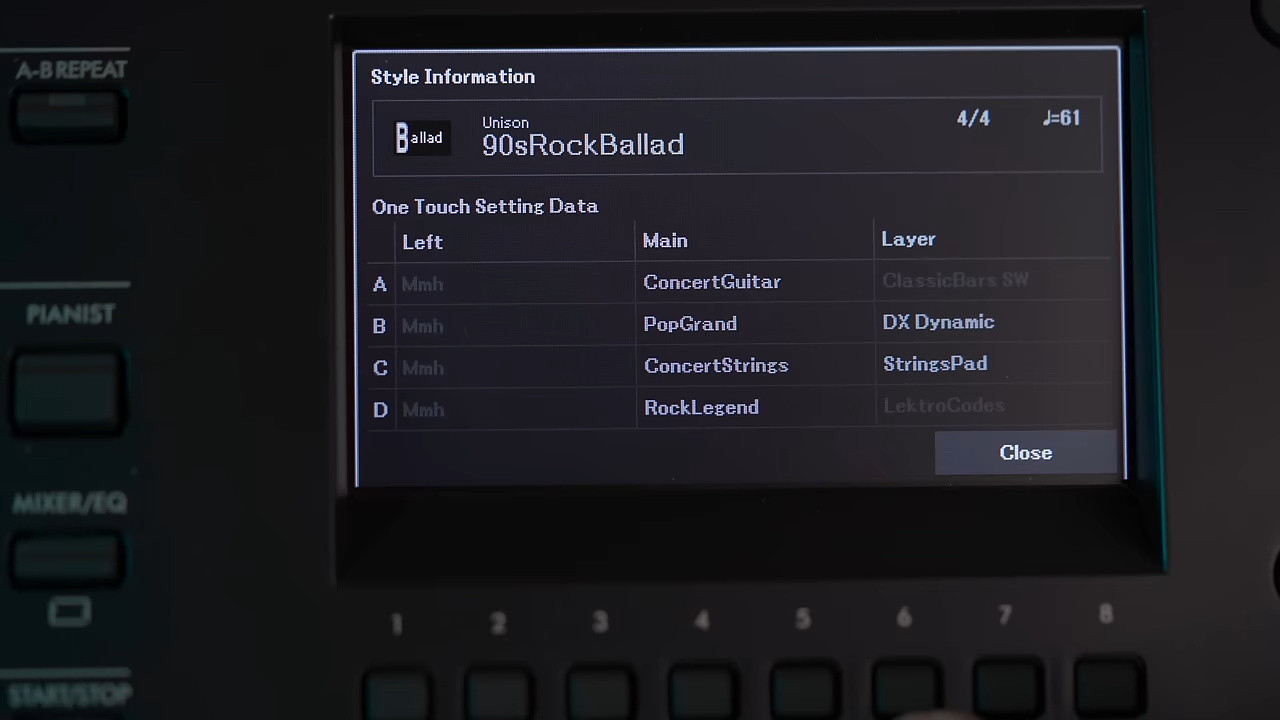 A-B REPEAT
Style Information
Ballad
Unison
90sRockBallad
4/4
♩=61
One Touch Setting Data
Left Main Layer
A Mmh ConcertGuitar ClassicBars SW
B Mmh PopGrand DX Dynamic
C Mmh ConcertStrings StringsPad
D Mmh RockLegend LektroCodes
Close
PIANIST
MIXER/EQ
START/STOP
1 2 3 4 5 6 7 8